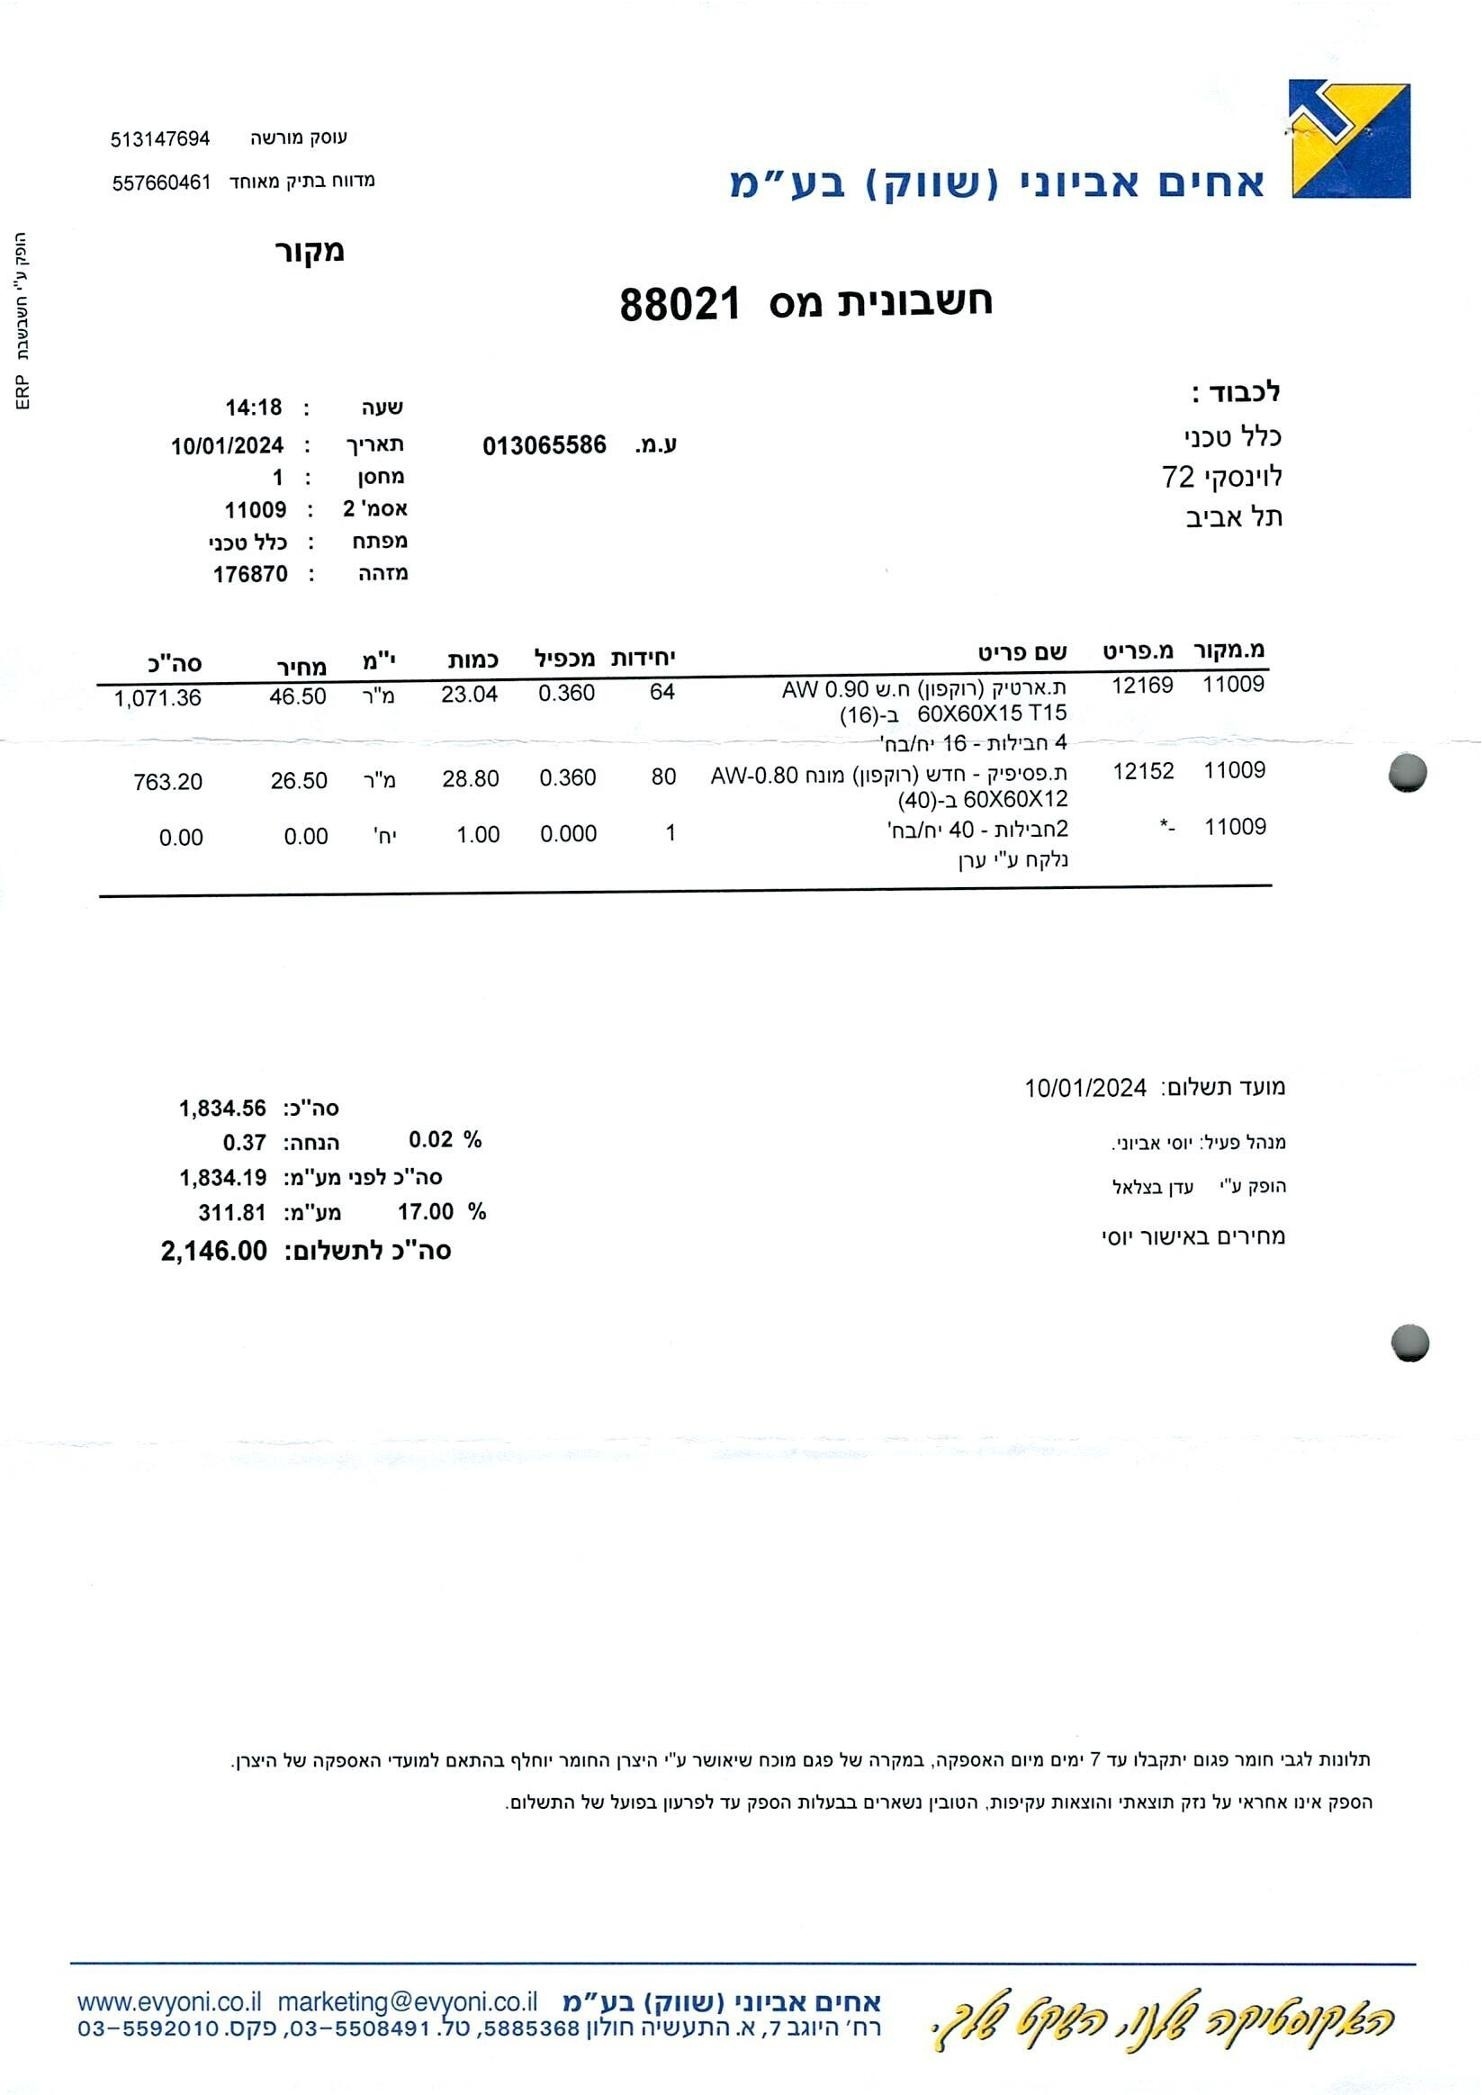 אחים אביוני (שווק) בע״מ
עוסק מורשה 513147694
מדווח בתיק מאוחד 557660461
מקור
הופק ע"י חשבשבת ERP
חשבונית מס 88021
לכבוד :
כלל טכני
לוינסקי 72
תל אביב
ע.מ. 013065586
שעה : 14:18
תאריך : 10/01/2024
מחסן : 1
אסמ' 2 : 11009
מפתח : כלל טכני
מזהה : 176870
מ.מקור מ.פריט שם פריט יחידות מכפיל כמות י"מ מחיר סה"כ
11009 12169 ת.ארטיק (רוקפון) ח.ש AW 0.90 64 0.360 23.04 מ"ר 46.50 1,071.36
60X60X15 T15 ב-(16)
4 חבילות - 16 יח/בח'
11009 12152 ת.פסיפיק - חדש (רוקפון) מונח AW-0.80 80 0.360 28.80 מ"ר 26.50 763.20
60X60X12 ב-(40)
11009 *- 2חבילות - 40 יח/בח' 1 0.000 1.00 יח' 0.00 0.00
נלקח ע"י ערן
מועד תשלום: 10/01/2024
מנהל פעיל: יוסי אביוני.
הופק ע"י עדן בצלאל
מחירים באישור יוסי
סה"כ: 1,834.56
% 0.02 הנחה: 0.37
סה"כ לפני מע"מ: 1,834.19
% 17.00 מע"מ: 311.81
סה"כ לתשלום: 2,146.00
תלונות לגבי חומר פגום יתקבלו עד 7 ימים מיום האספקה, במקרה של פגם מוכח שיאושר ע"י היצרן החומר יוחלף בהתאם למועדי האספקה של היצרן.
הספק אינו אחראי על נזק תוצאתי והוצאות עקיפות, הטובין נשארים בבעלות הספק עד לפרעון בפועל של התשלום.
האקוסטיקה שלנו, השקט שלך.
אחים אביוני (שווק) בע״מ marketing@evyoni.co.il www.evyoni.co.il
רח׳ היוגב 7, א. התעשיה חולון 5885368, טל. 03-5508491, פקס. 03-5592010